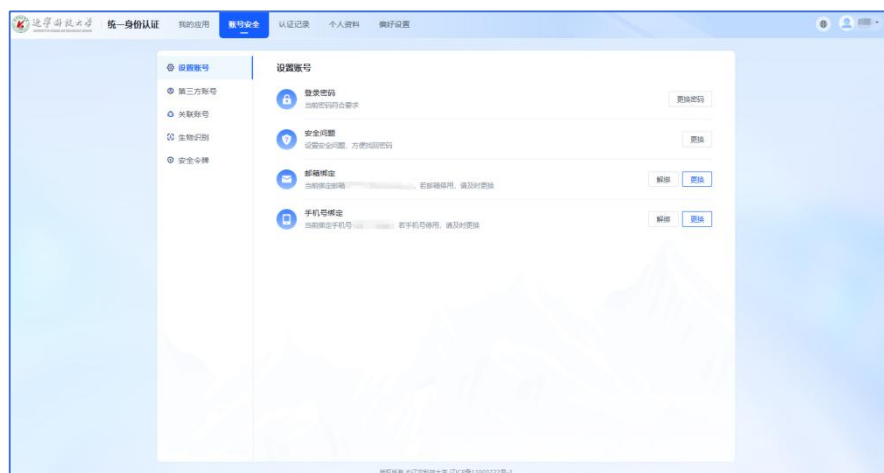 辽宁科技大学 统一身份认证 我的应用 账号安全 认证记录 个人资料 偏好设置
设置账号
第三方账号
关联账号
生物识别
安全令牌
设置账号
登录密码
当前密码符合要求
更换密码
安全问题
设置安全问题，方便找回密码
更换
邮箱绑定
当前绑定邮箱 ，若邮箱停用，请及时更换
解绑 更换
手机号绑定
当前绑定手机号 ，若手机号停用，请及时更换
解绑 更换